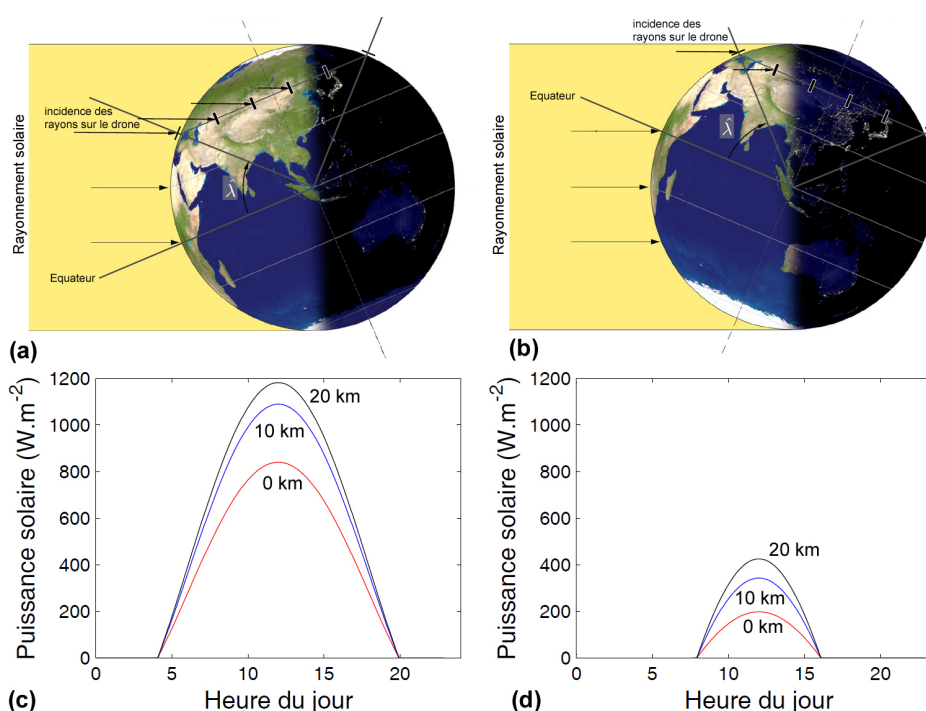 Rayonnement solaire
incidence des
rayons sur le drone
λ̂
Equateur
(a)
incidence des
rayons sur le drone
Rayonnement solaire
Equateur
λ̂
(b)
Puissance solaire (W.m-2)
1200
1000
800
600
400
200
0
20 km
10 km
0 km
0 5 10 15 20
Heure du jour
(c)
Puissance solaire (W.m-2)
1200
1000
800
600
400
200
0
20 km
10 km
0 km
0 5 10 15 20
Heure du jour
(d)